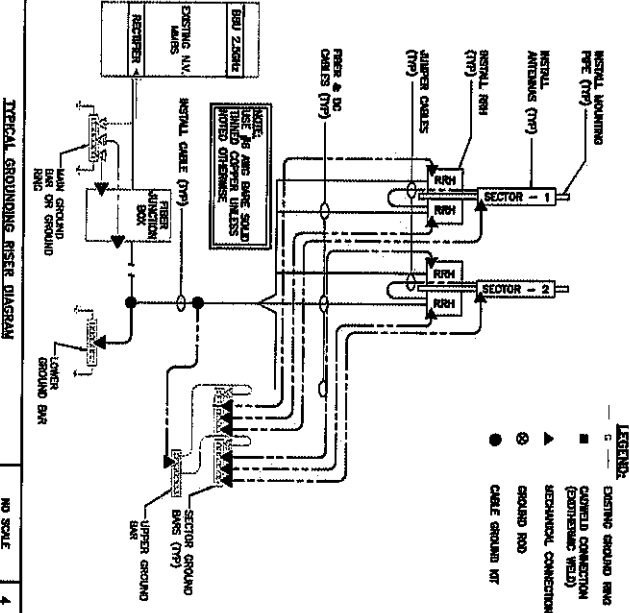 LEGEND:
— G — EXISTING GROUND RING
CADWELD CONNECTION
(EXOTHERMIC WELD)
MECHANICAL CONNECTION
GROUND ROD
CABLE GROUND KIT
INSTALL MOUNTING
PIPE (TYP)
INSTALL
ANTENNAS (TYP)
INSTALL RRH
(TYP)
JUMPER CABLES
(TYP)
FIBER & DC
CABLES (TYP)
SECTOR - 1
SECTOR - 2
RRH
RRH
RRH
RRH
NOTE:
USE #6 AWG BARE SOLID
TINNED COPPER UNLESS
NOTED OTHERWISE
INSTALL CABLE (TYP)
BBU 2.5GHz
EXISTING N.V.
MMBS
RECTIFIER
FIBER
JUNCTION
BOX
MAIN GROUND
BAR OR GROUND
RING
LOWER
GROUND BAR
SECTOR GROUND
BARS (TYP)
UPPER GROUND
BAR
TYPICAL GROUNDING RISER DIAGRAM
NO SCALE
4